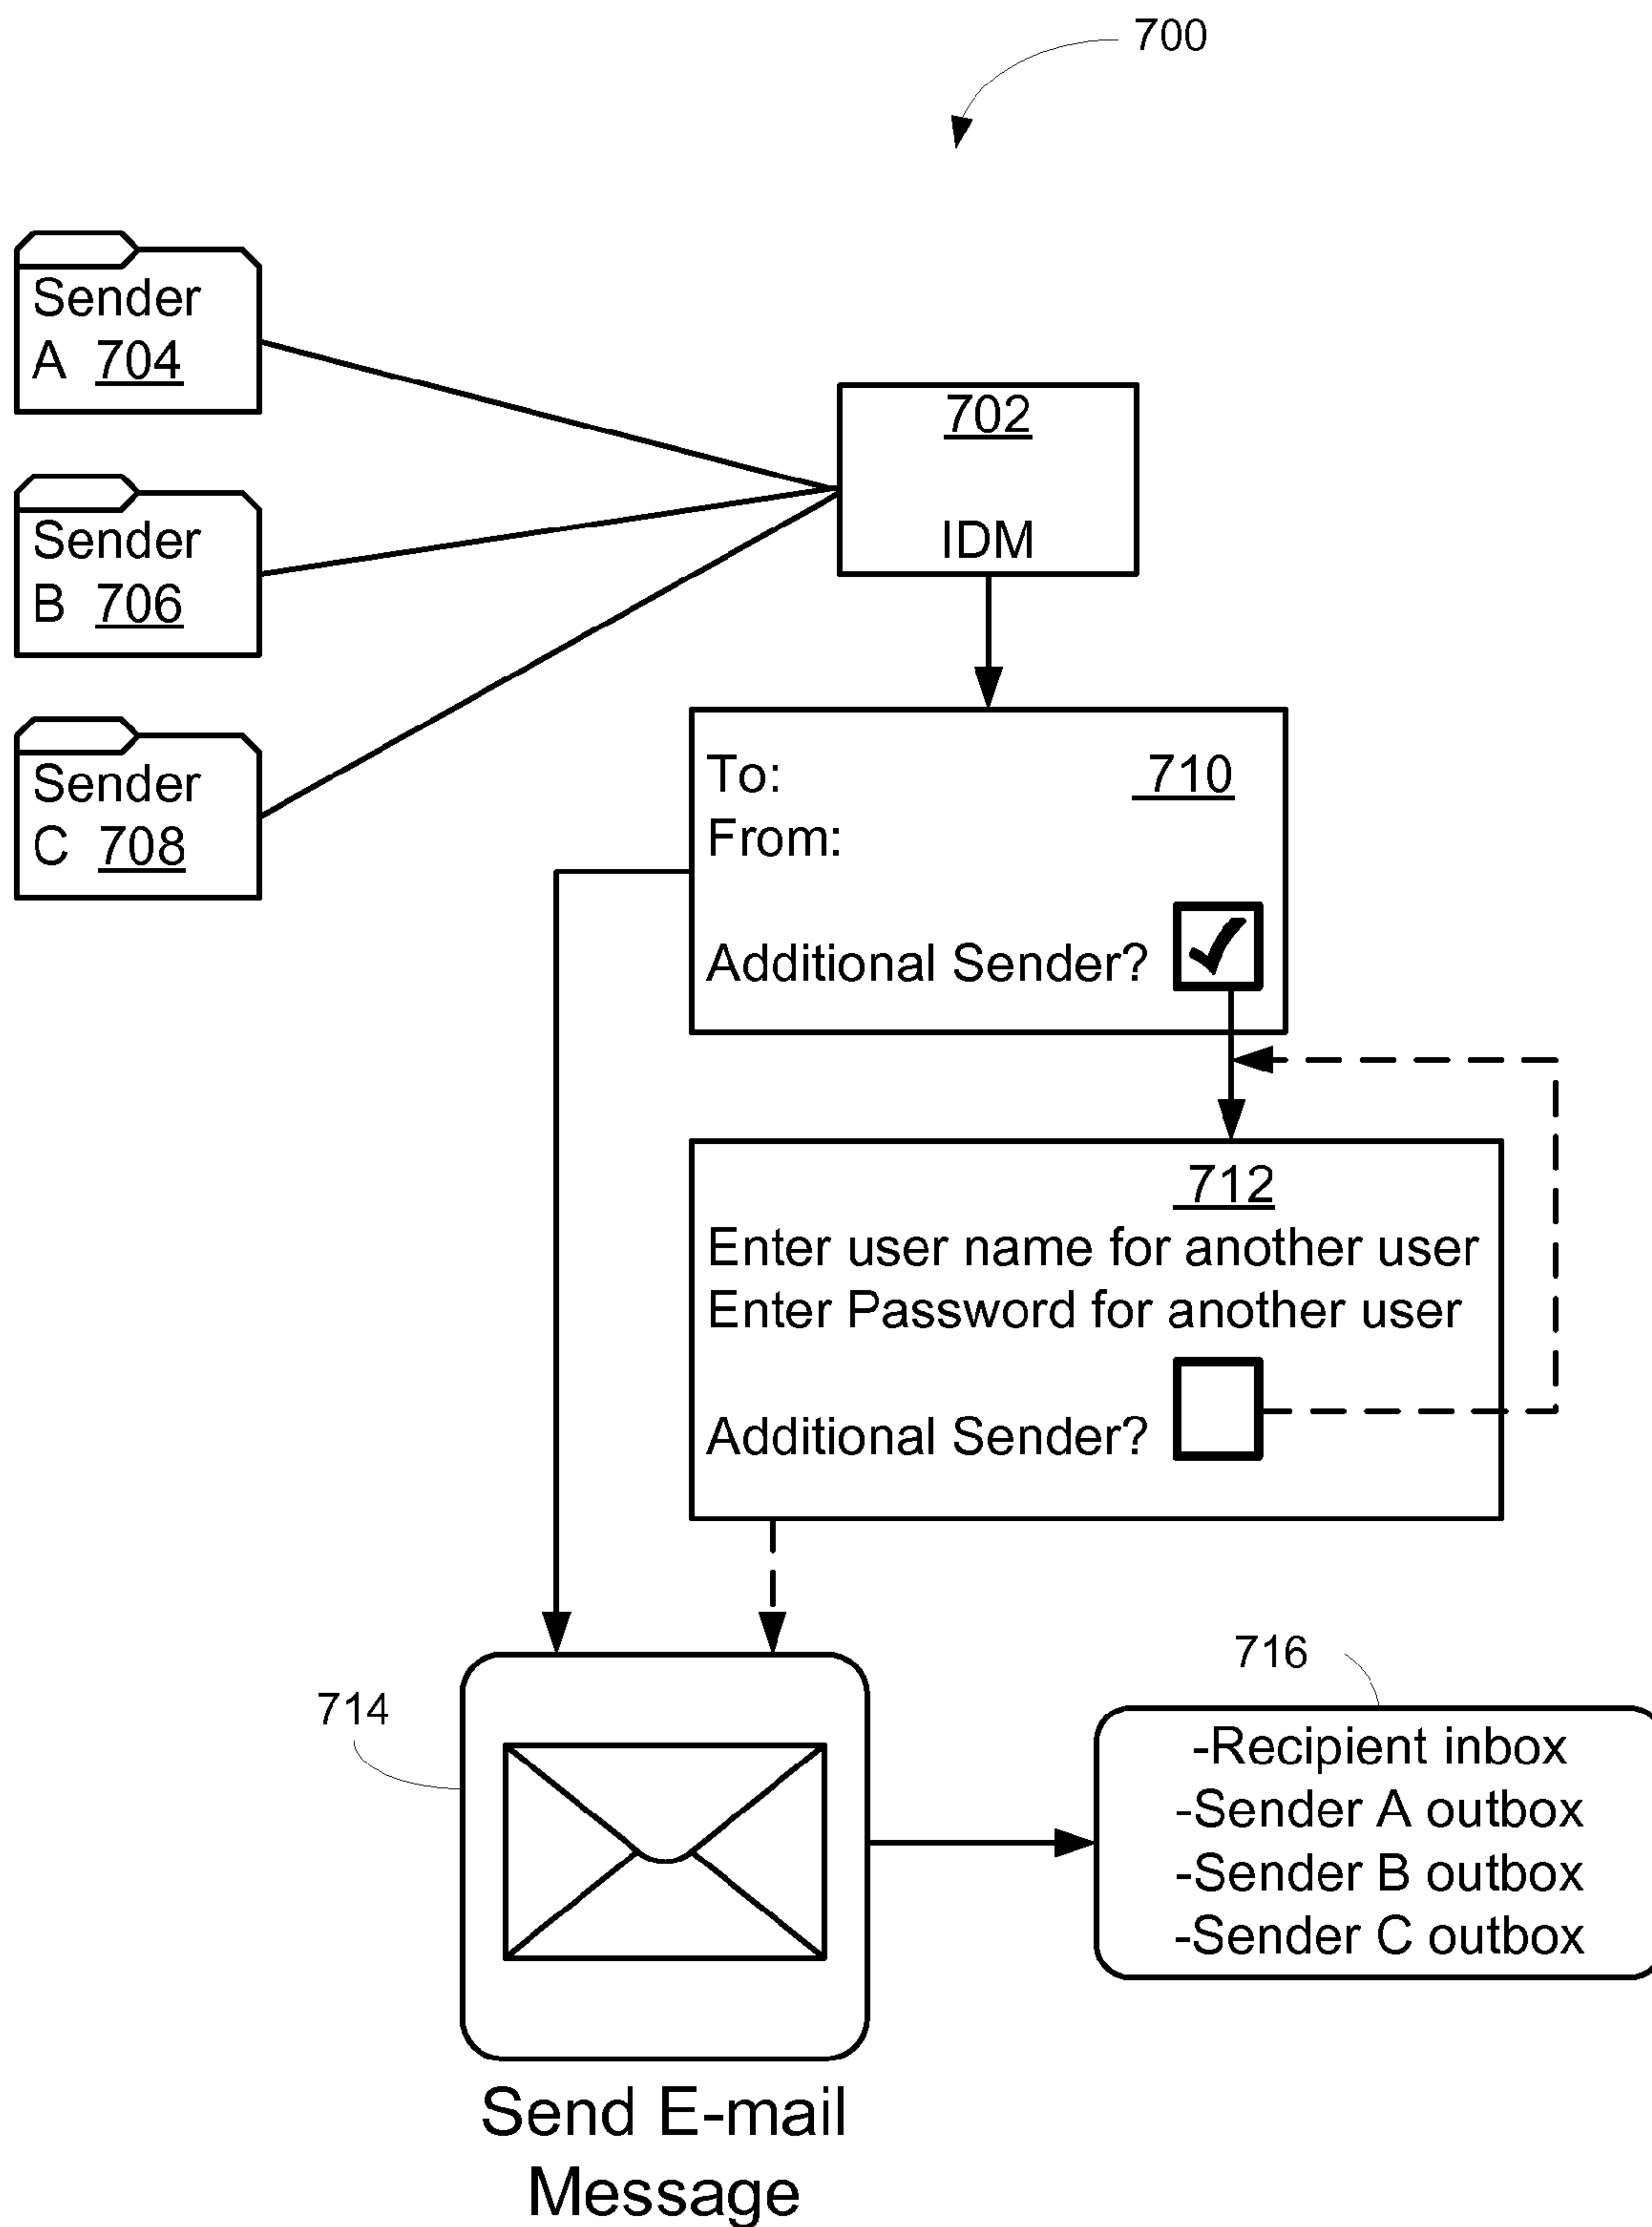 700
Sender
A 704
Sender
B 706
Sender
C 708
702
IDM
710
To:
From:
Additional Sender?
712
Enter user name for another user
Enter Password for another user
Additional Sender?
714
Send E-mail
Message
716
-Recipient inbox
-Sender A outbox
-Sender B outbox
-Sender C outbox